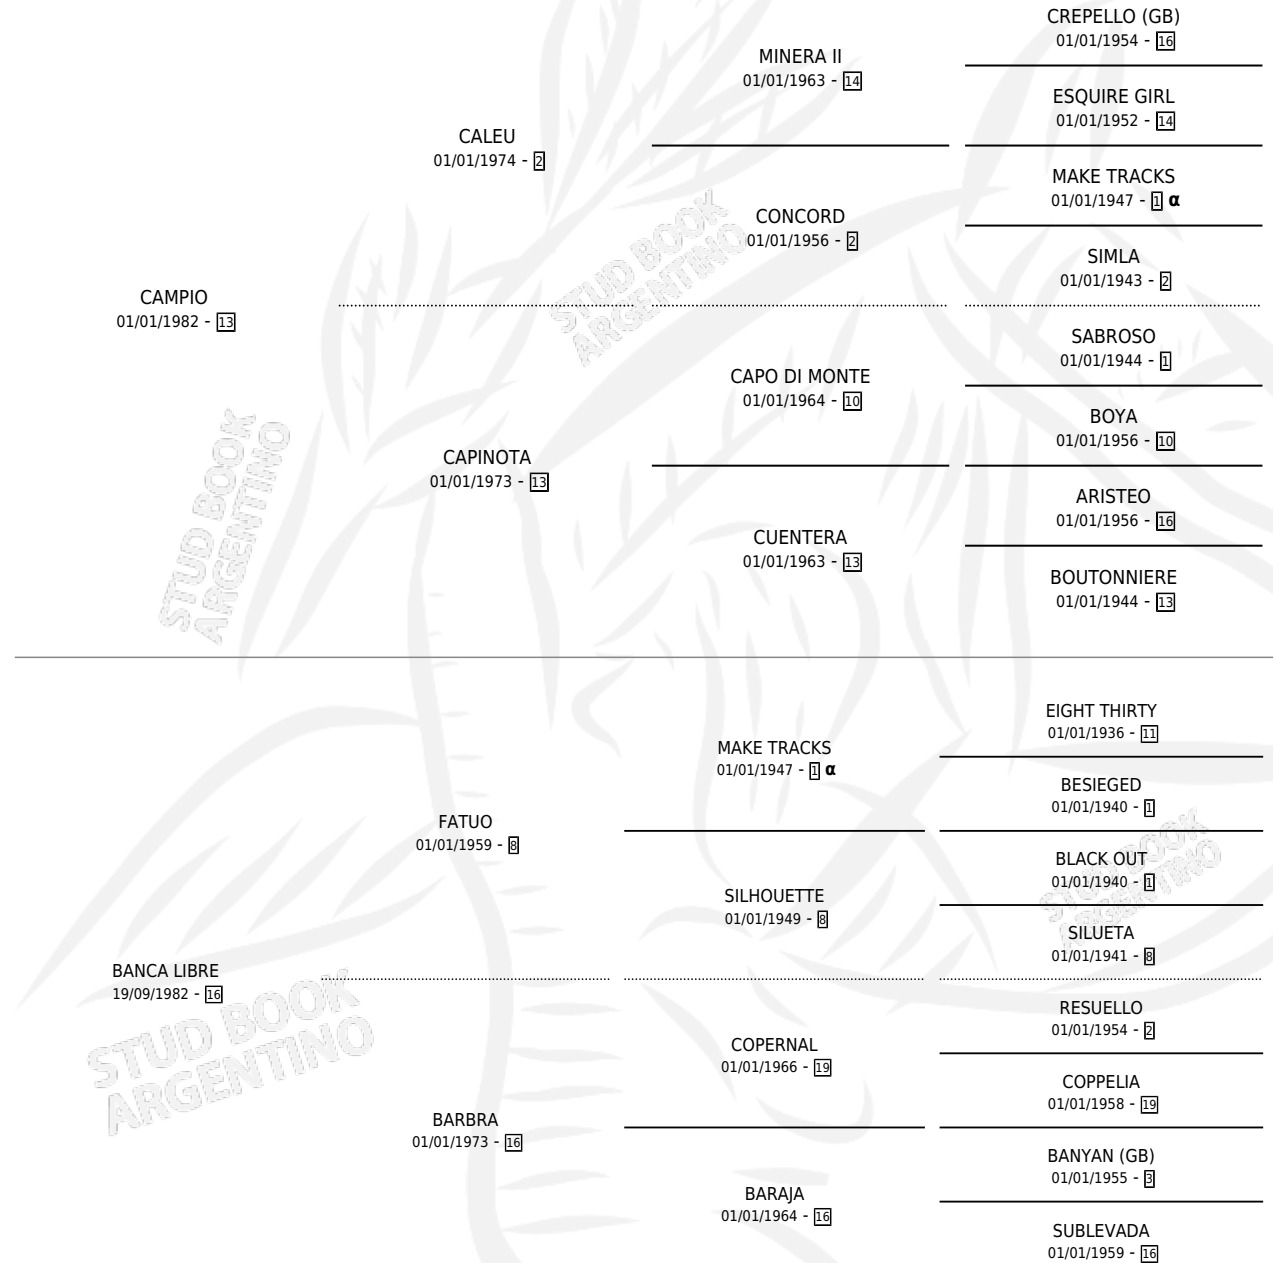 CREPELLO (GB)
01/01/1954 - 16
MINERA II
01/01/1963 - 14
ESQUIRE GIRL
01/01/1952 - 14
CALEU
01/01/1974 - 2
MAKE TRACKS
01/01/1947 - 1 α
CONCORD
01/01/1956 - 2
SIMLA
01/01/1943 - 2
CAMPIO
01/01/1982 - 13
SABROSO
01/01/1944 - 1
CAPO DI MONTE
01/01/1964 - 10
BOYA
01/01/1956 - 10
CAPINOTA
01/01/1973 - 13
ARISTEO
01/01/1956 - 16
CUENTERA
01/01/1963 - 13
BOUTONNIERE
01/01/1944 - 13
STUD BOOK
ARGENTINO
STUD BOOK
ARGENTINO
EIGHT THIRTY
01/01/1936 - 11
MAKE TRACKS
01/01/1947 - 1 α
BESIEGED
01/01/1940 - 1
FATUO
01/01/1959 - 8
BLACK OUT
01/01/1940 - 1
SILHOUETTE
01/01/1949 - 8
SILUETA
01/01/1941 - 8
BANCA LIBRE
19/09/1982 - 16
RESUELLO
01/01/1954 - 2
COPERNAL
01/01/1966 - 19
COPPELIA
01/01/1958 - 19
BARBRA
01/01/1973 - 16
BANYAN (GB)
01/01/1955 - 3
BARAJA
01/01/1964 - 16
SUBLEVADA
01/01/1959 - 16
STUD BOOK
ARGENTINO
STUD BOOK
ARGENTINO